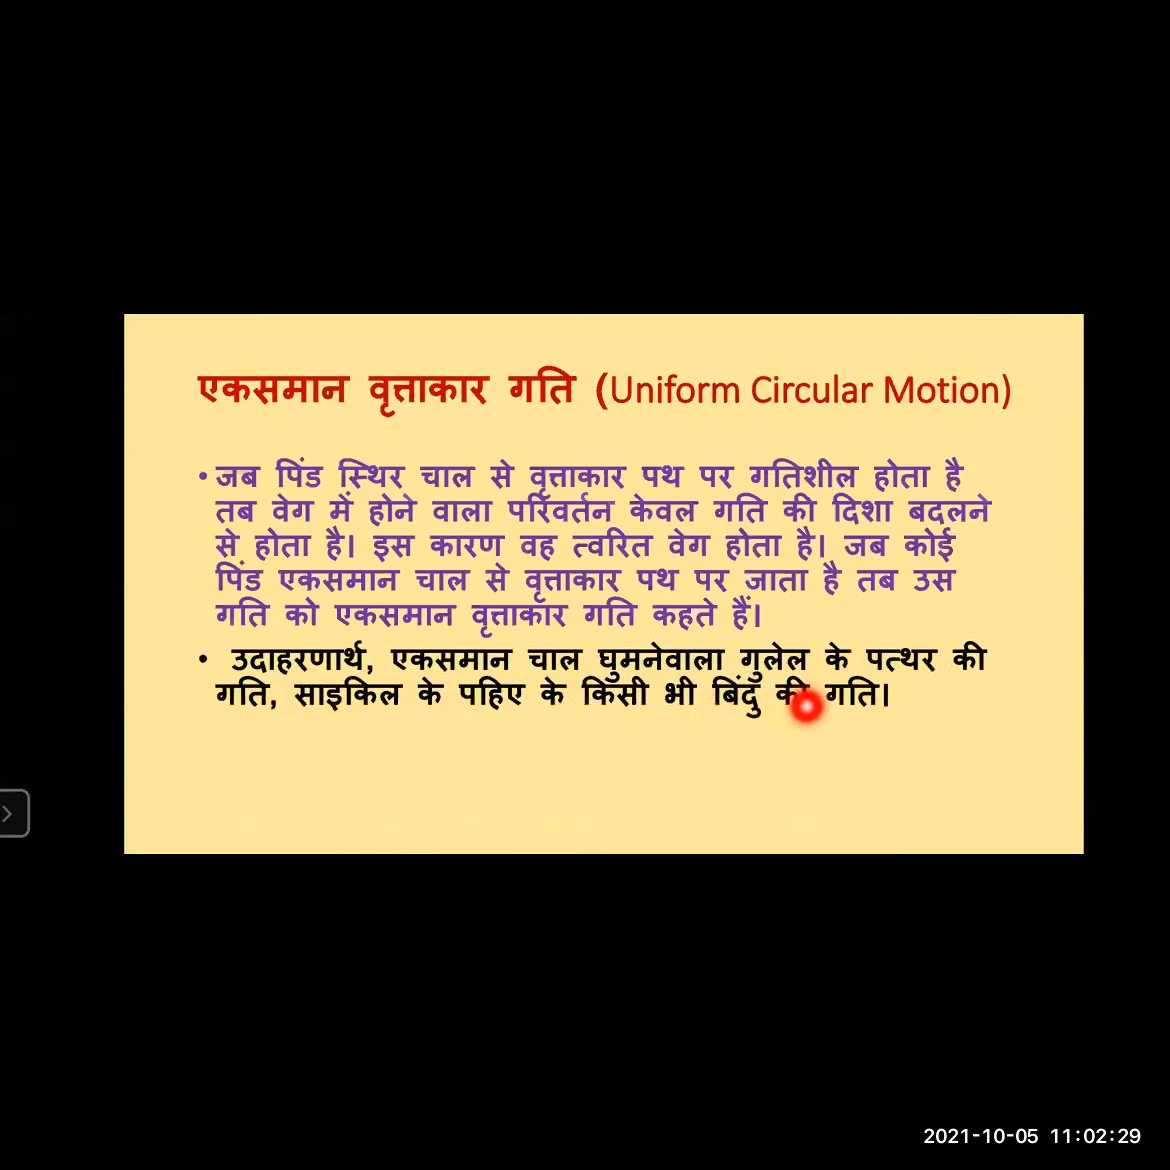 एकसमान वृत्ताकार गति (Uniform Circular Motion)
• जब पिंड स्थिर चाल से वृत्ताकार पथ पर गतिशील होता है
तब वेग में होने वाला परिवर्तन केवल गति की दिशा बदलने
से होता है। इस कारण वह त्वरित वेग होता है। जब कोई
पिंड एकसमान चाल से वृत्ताकार पथ पर जाता है तब उस
गति को एकसमान वृत्ताकार गति कहते हैं।
• उदाहरणार्थ, एकसमान चाल घुमनेवाला गुलेल के पत्थर की
गति, साइकिल के पहिए के किसी भी बिंदु की गति।
2021-10-05 11:02:29